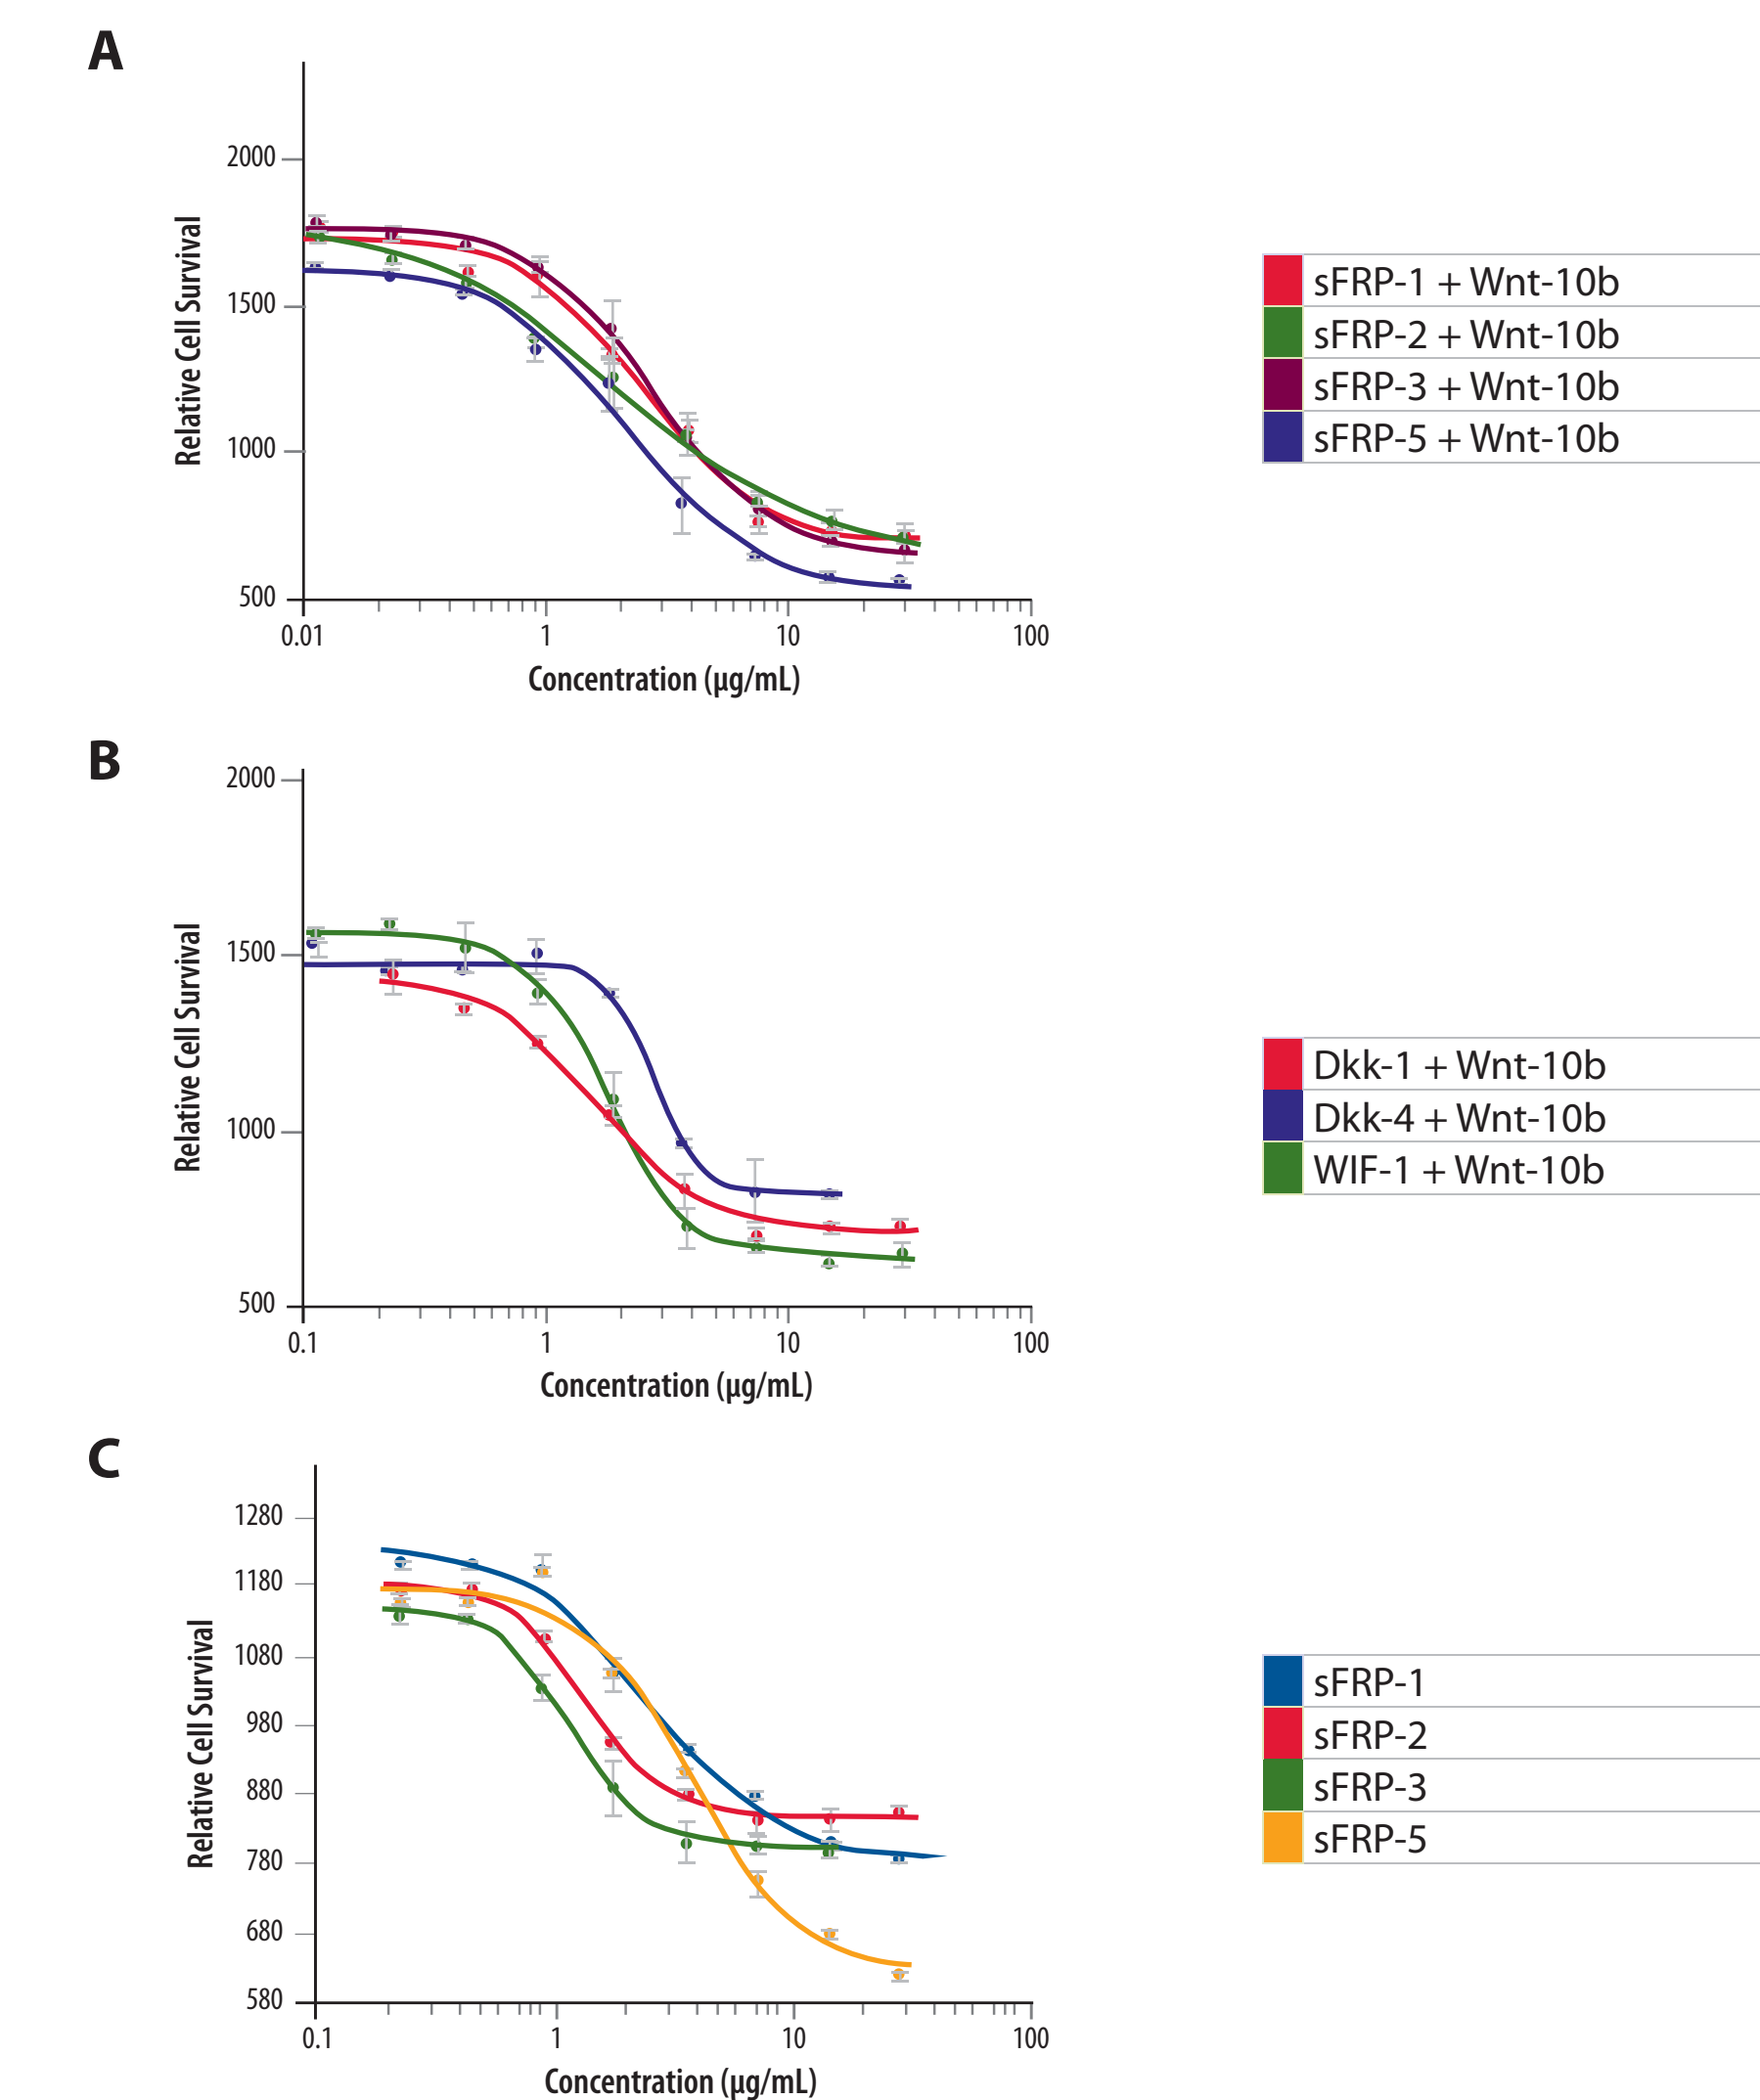 A
2000
1500
1000
500
Relative Cell Survival
0.01 1 10 100
Concentration (µg/mL)
sFRP-1 + Wnt-10b
sFRP-2 + Wnt-10b
sFRP-3 + Wnt-10b
sFRP-5 + Wnt-10b
B
2000
1500
1000
500
Relative Cell Survival
0.1 1 10 100
Concentration (µg/mL)
Dkk-1 + Wnt-10b
Dkk-4 + Wnt-10b
WIF-1 + Wnt-10b
C
1280
1180
1080
980
880
780
680
580
Relative Cell Survival
0.1 1 10 100
Concentration (µg/mL)
sFRP-1
sFRP-2
sFRP-3
sFRP-5